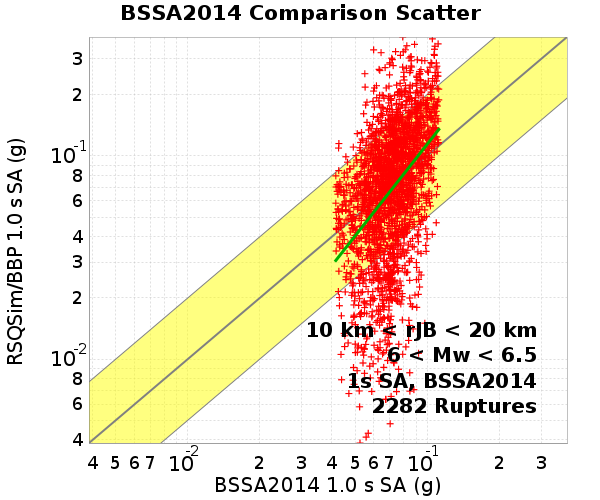 BSSA2014 Comparison Scatter
RSQSim/BBP 1.0 s SA (g)
3
2
10-1
8
6
4
3
2
10-2
8
6
4
10 km < rJB < 20 km
6 < Mw < 6.5
1s SA, BSSA2014
2282 Ruptures
4 5 6 7 10-2 2 3 4 5 6 7 10-1 2 3
BSSA2014 1.0 s SA (g)